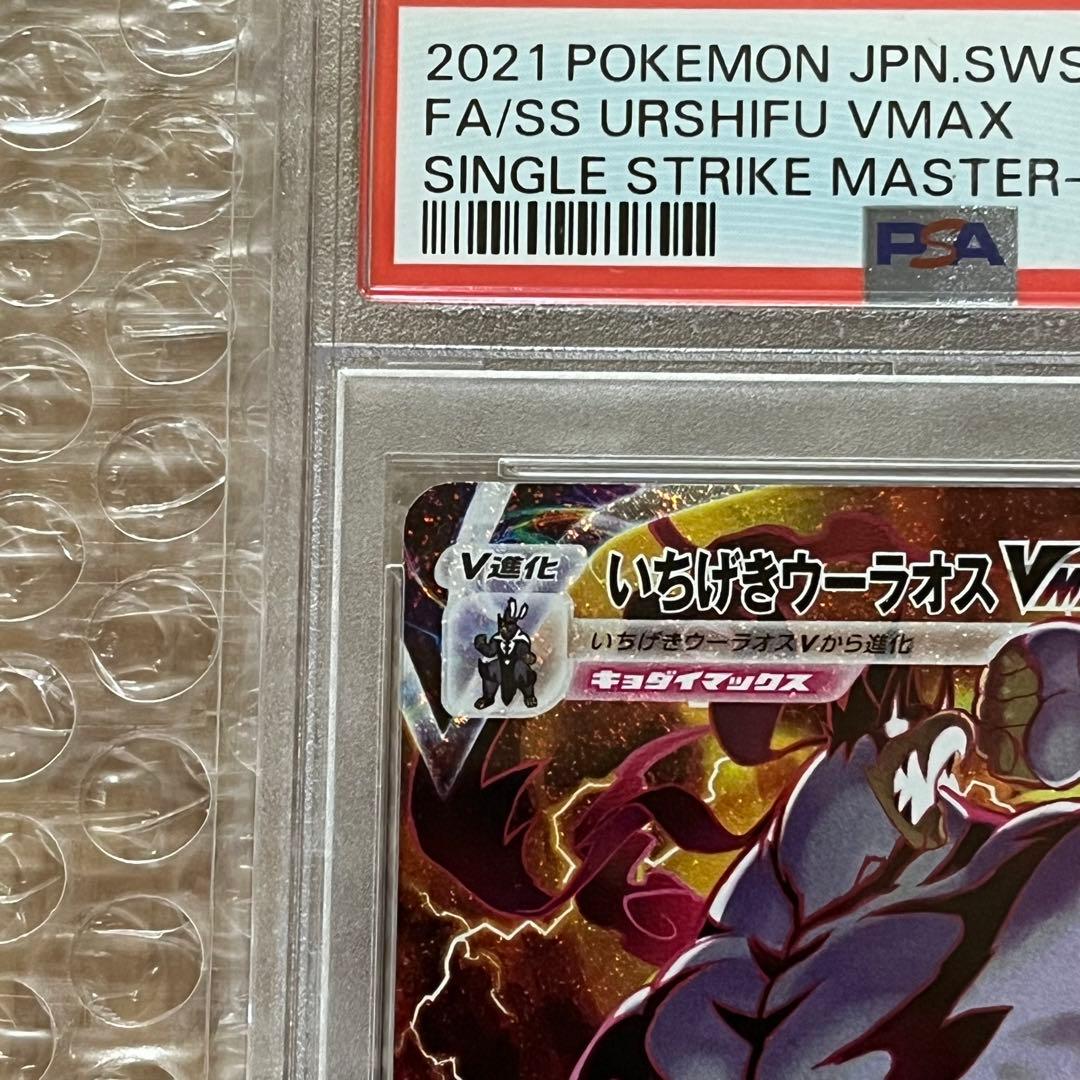 2021 POKEMON JPN.SWS
FA/SS URSHIFU VMAX
SINGLE STRIKE MASTER-
PSA
V進化
いちげきウーラオス VM
いちげきウーラオスVから進化
キョダイマックス